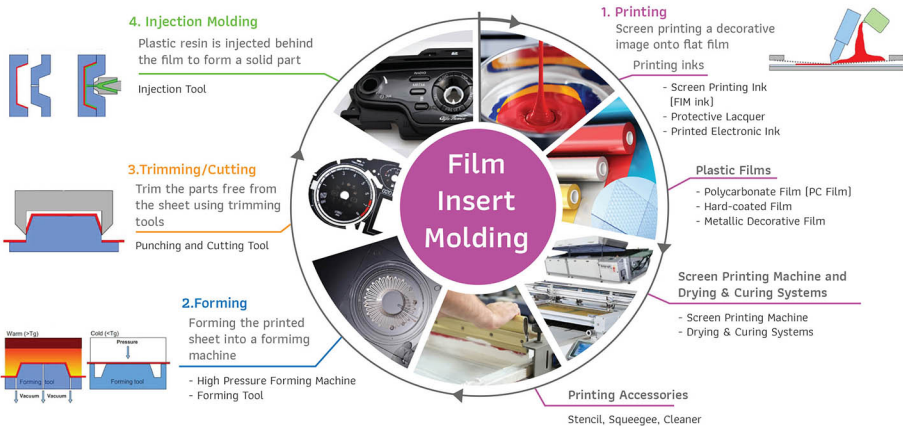 4. Injection Molding
Plastic resin is injected behind
the film to form a solid part
Injection Tool
1. Printing
Screen printing a decorative
image onto flat film
Printing inks
- Screen Printing Ink
[FIM ink]
- Protective Lacquer
- Printed Electronic Ink
Plastic Films
- Polycarbonate Film [PC Film]
- Hard-coated Film
- Metallic Decorative Film
Screen Printing Machine and
Drying & Curing Systems
- Screen Printing Machine
- Drying & Curing Systems
Printing Accessories
Stencil, Squeegee, Cleaner
2.Forming
Forming the printed
sheet into a formimg
machine
- High Pressure Forming Machine
- Forming Tool
Warm (>Tg)
Cold (<Tg)
Pressure
Forming tool
Forming tool
Vacuum
Vacuum
3.Trimming/Cutting
Trim the parts free from
the sheet using trimming
tools
Punching and Cutting Tool
Film
Insert
Molding
RADIO
MEDIA